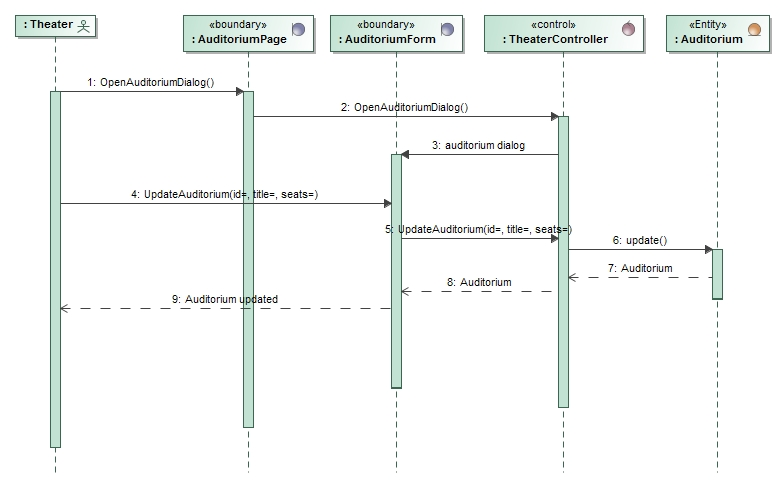 : Theater
«boundary»
: AuditoriumPage
«boundary»
: AuditoriumForm
«control»
: TheaterController
«Entity»
: Auditorium
1: OpenAuditoriumDialog()
2: OpenAuditoriumDialog()
3: auditorium dialog
4: UpdateAuditorium(id=, title=, seats=)
5: UpdateAuditorium(id=, title=, seats=)
6: update()
7: Auditorium
8: Auditorium
9: Auditorium updated